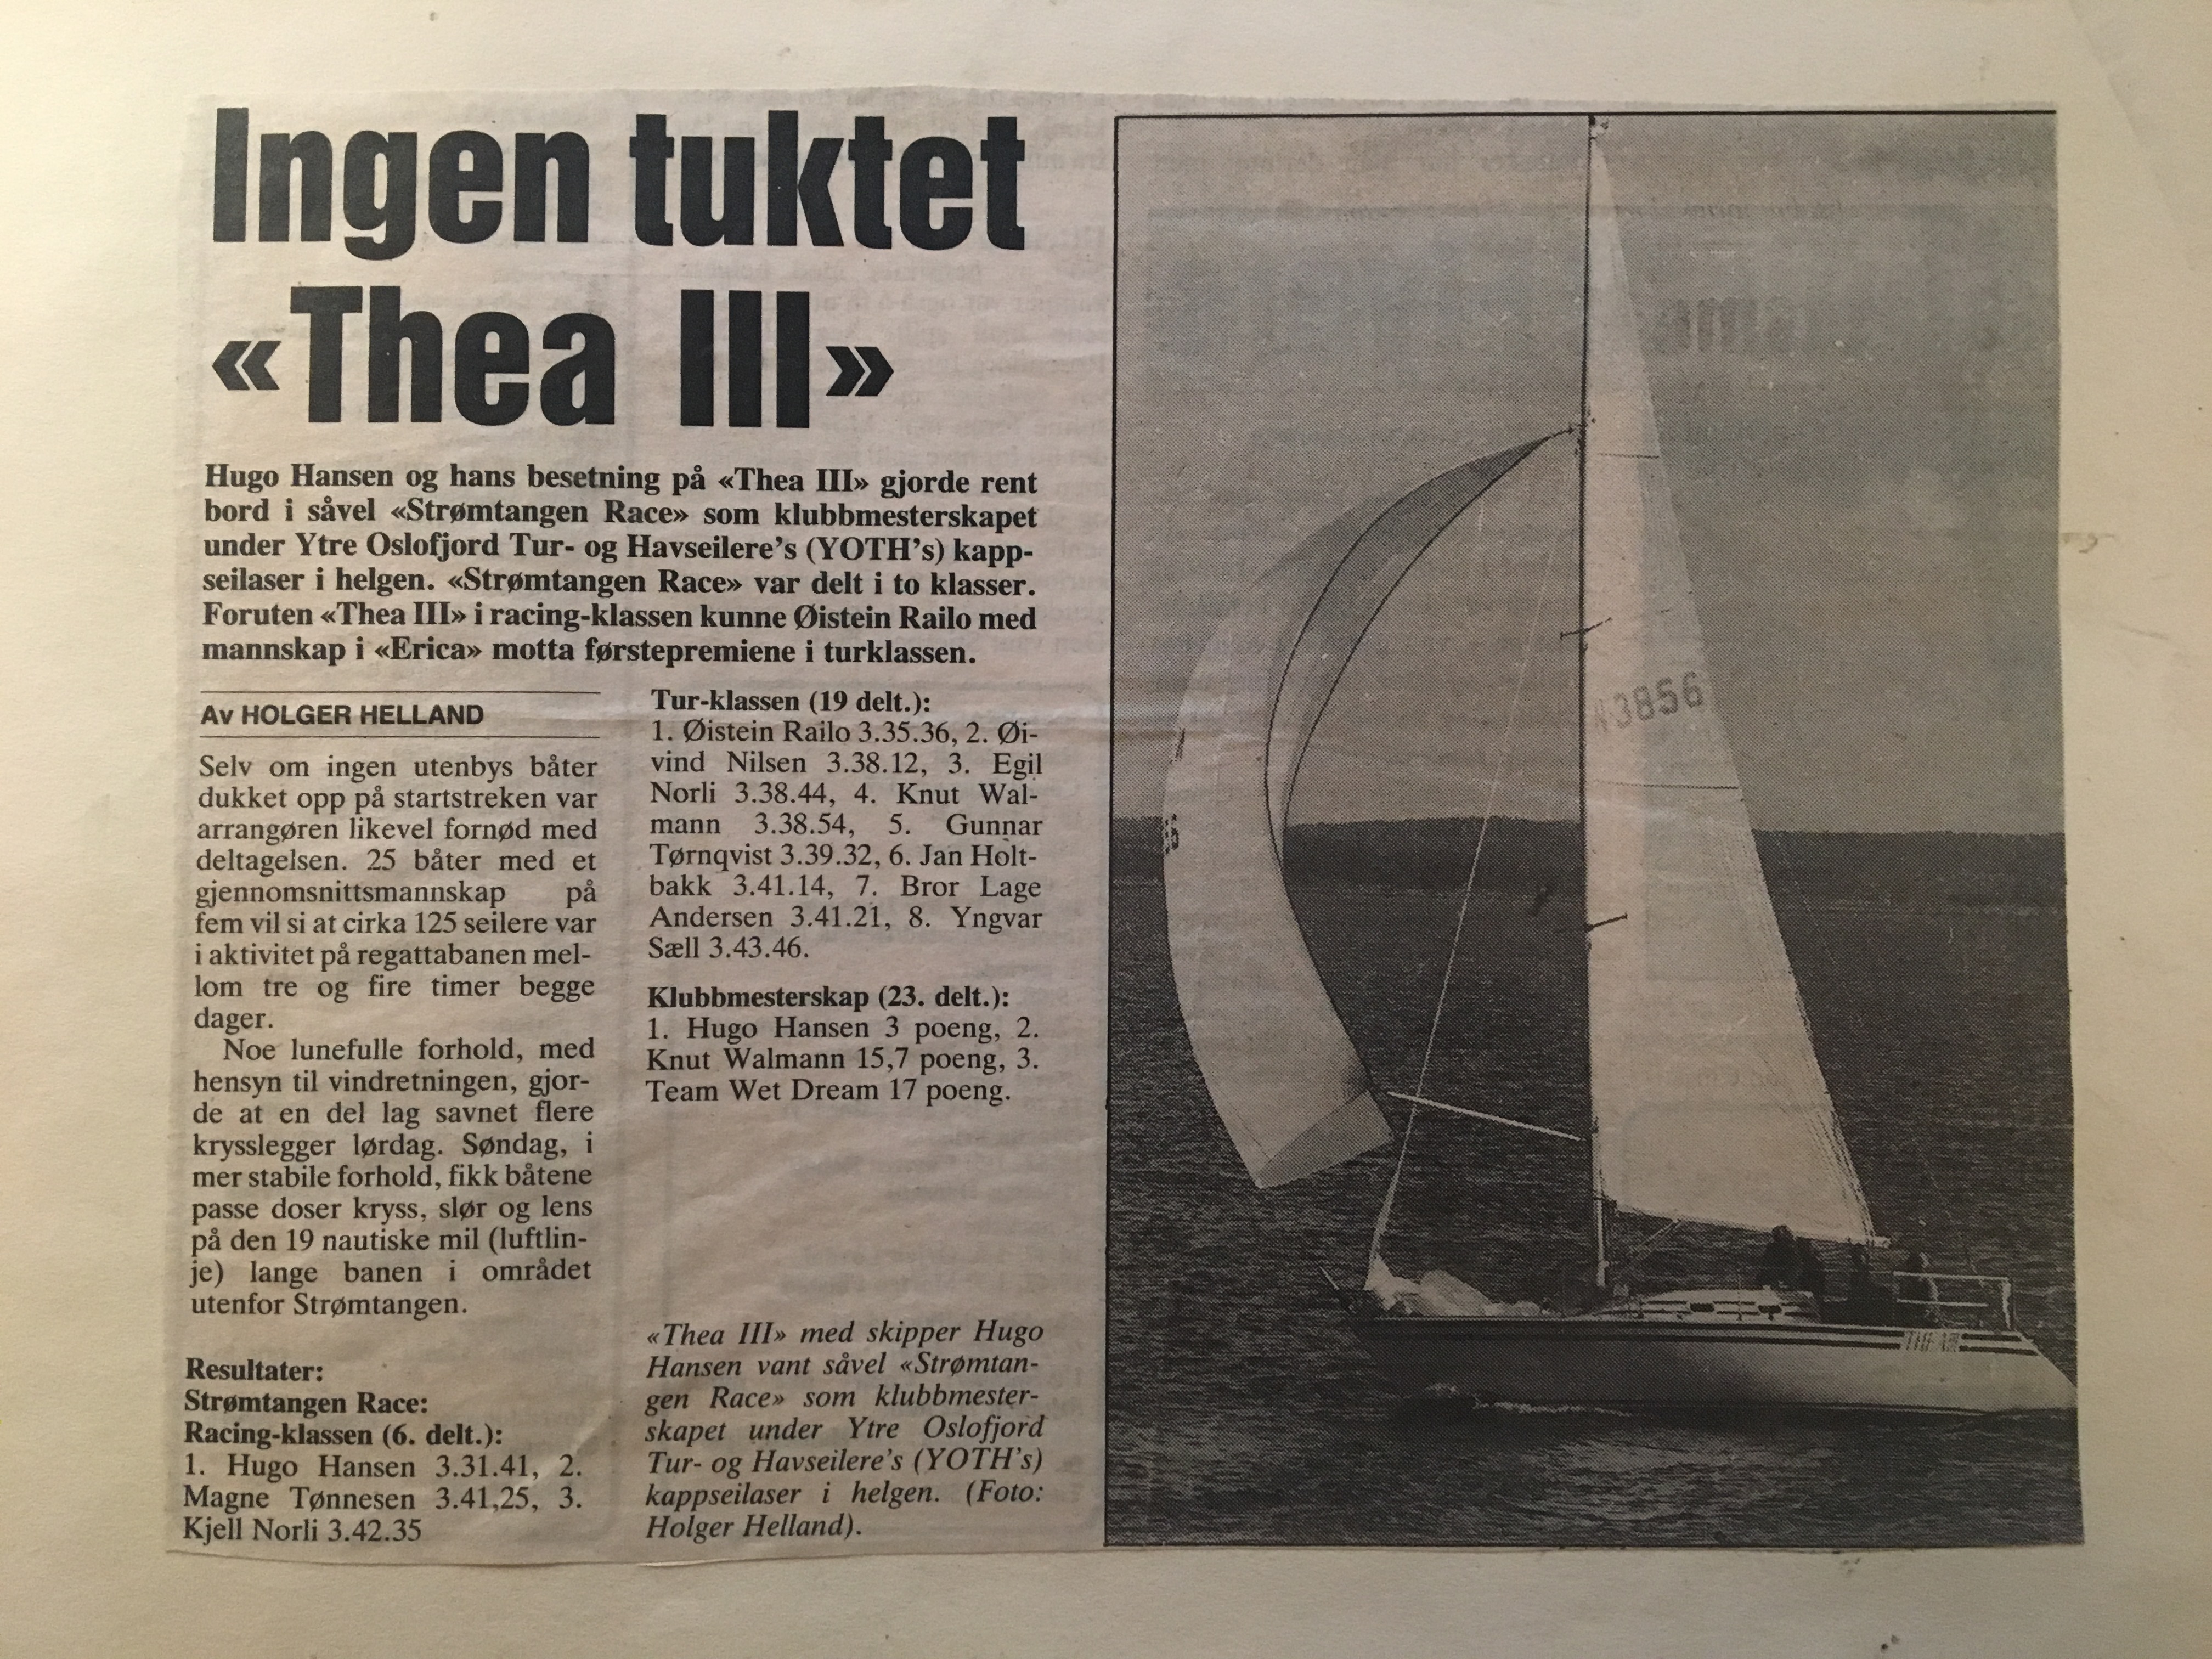 Ingen tuktet
«Thea III»
Hugo Hansen og hans besetning på «Thea III» gjorde rent
bord i såvel «Strømtangen Race» som klubbmesterskapet
under Ytre Oslofjord Tur- og Havseilere’s (YOTH’s) kapp-
seilaser i helgen. «Strømtangen Race» var delt i to klasser.
Foruten «Thea III» i racing-klassen kunne Øistein Railo med
mannskap i «Erica» motta førstepremiene i turklassen.
Av HOLGER HELLAND
Selv om ingen utenbys båter
dukket opp på startstreken var
arrangøren likevel fornød med
deltagelsen. 25 båter med et
gjennomsnittsmannskap på
fem vil si at cirka 125 seilere var
i aktivitet på regattabanen mel-
lom tre og fire timer begge
dager.
Noe lunefulle forhold, med
hensyn til vindretningen, gjor-
de at en del lag savnet flere
krysslegger lørdag. Søndag, i
mer stabile forhold, fikk båtene
passe doser kryss, slør og lens
på den 19 nautiske mil (luftlin-
je) lange banen i området
utenfor Strømtangen.
Resultater:
Strømtangen Race:
Racing-klassen (6. delt.):
1. Hugo Hansen 3.31.41, 2.
Magne Tønnesen 3.41,25, 3.
Kjell Norli 3.42.35
Tur-klassen (19 delt.):
1. Øistein Railo 3.35.36, 2. Øi-
vind Nilsen 3.38.12, 3. Egil
Norli 3.38.44, 4. Knut Wal-
mann 3.38.54, 5. Gunnar
Tørnqvist 3.39.32, 6. Jan Holt-
bakk 3.41.14, 7. Bror Lage
Andersen 3.41.21, 8. Yngvar
Sæll 3.43.46.
Klubbmesterskap (23. delt.):
1. Hugo Hansen 3 poeng, 2.
Knut Walmann 15,7 poeng, 3.
Team Wet Dream 17 poeng.
«Thea III» med skipper Hugo
Hansen vant såvel «Strømtan-
gen Race» som klubbmester-
skapet under Ytre Oslofjord
Tur- og Havseilere’s (YOTH’s)
kappseilaser i helgen. (Foto:
Holger Helland).
N3856
THEA III